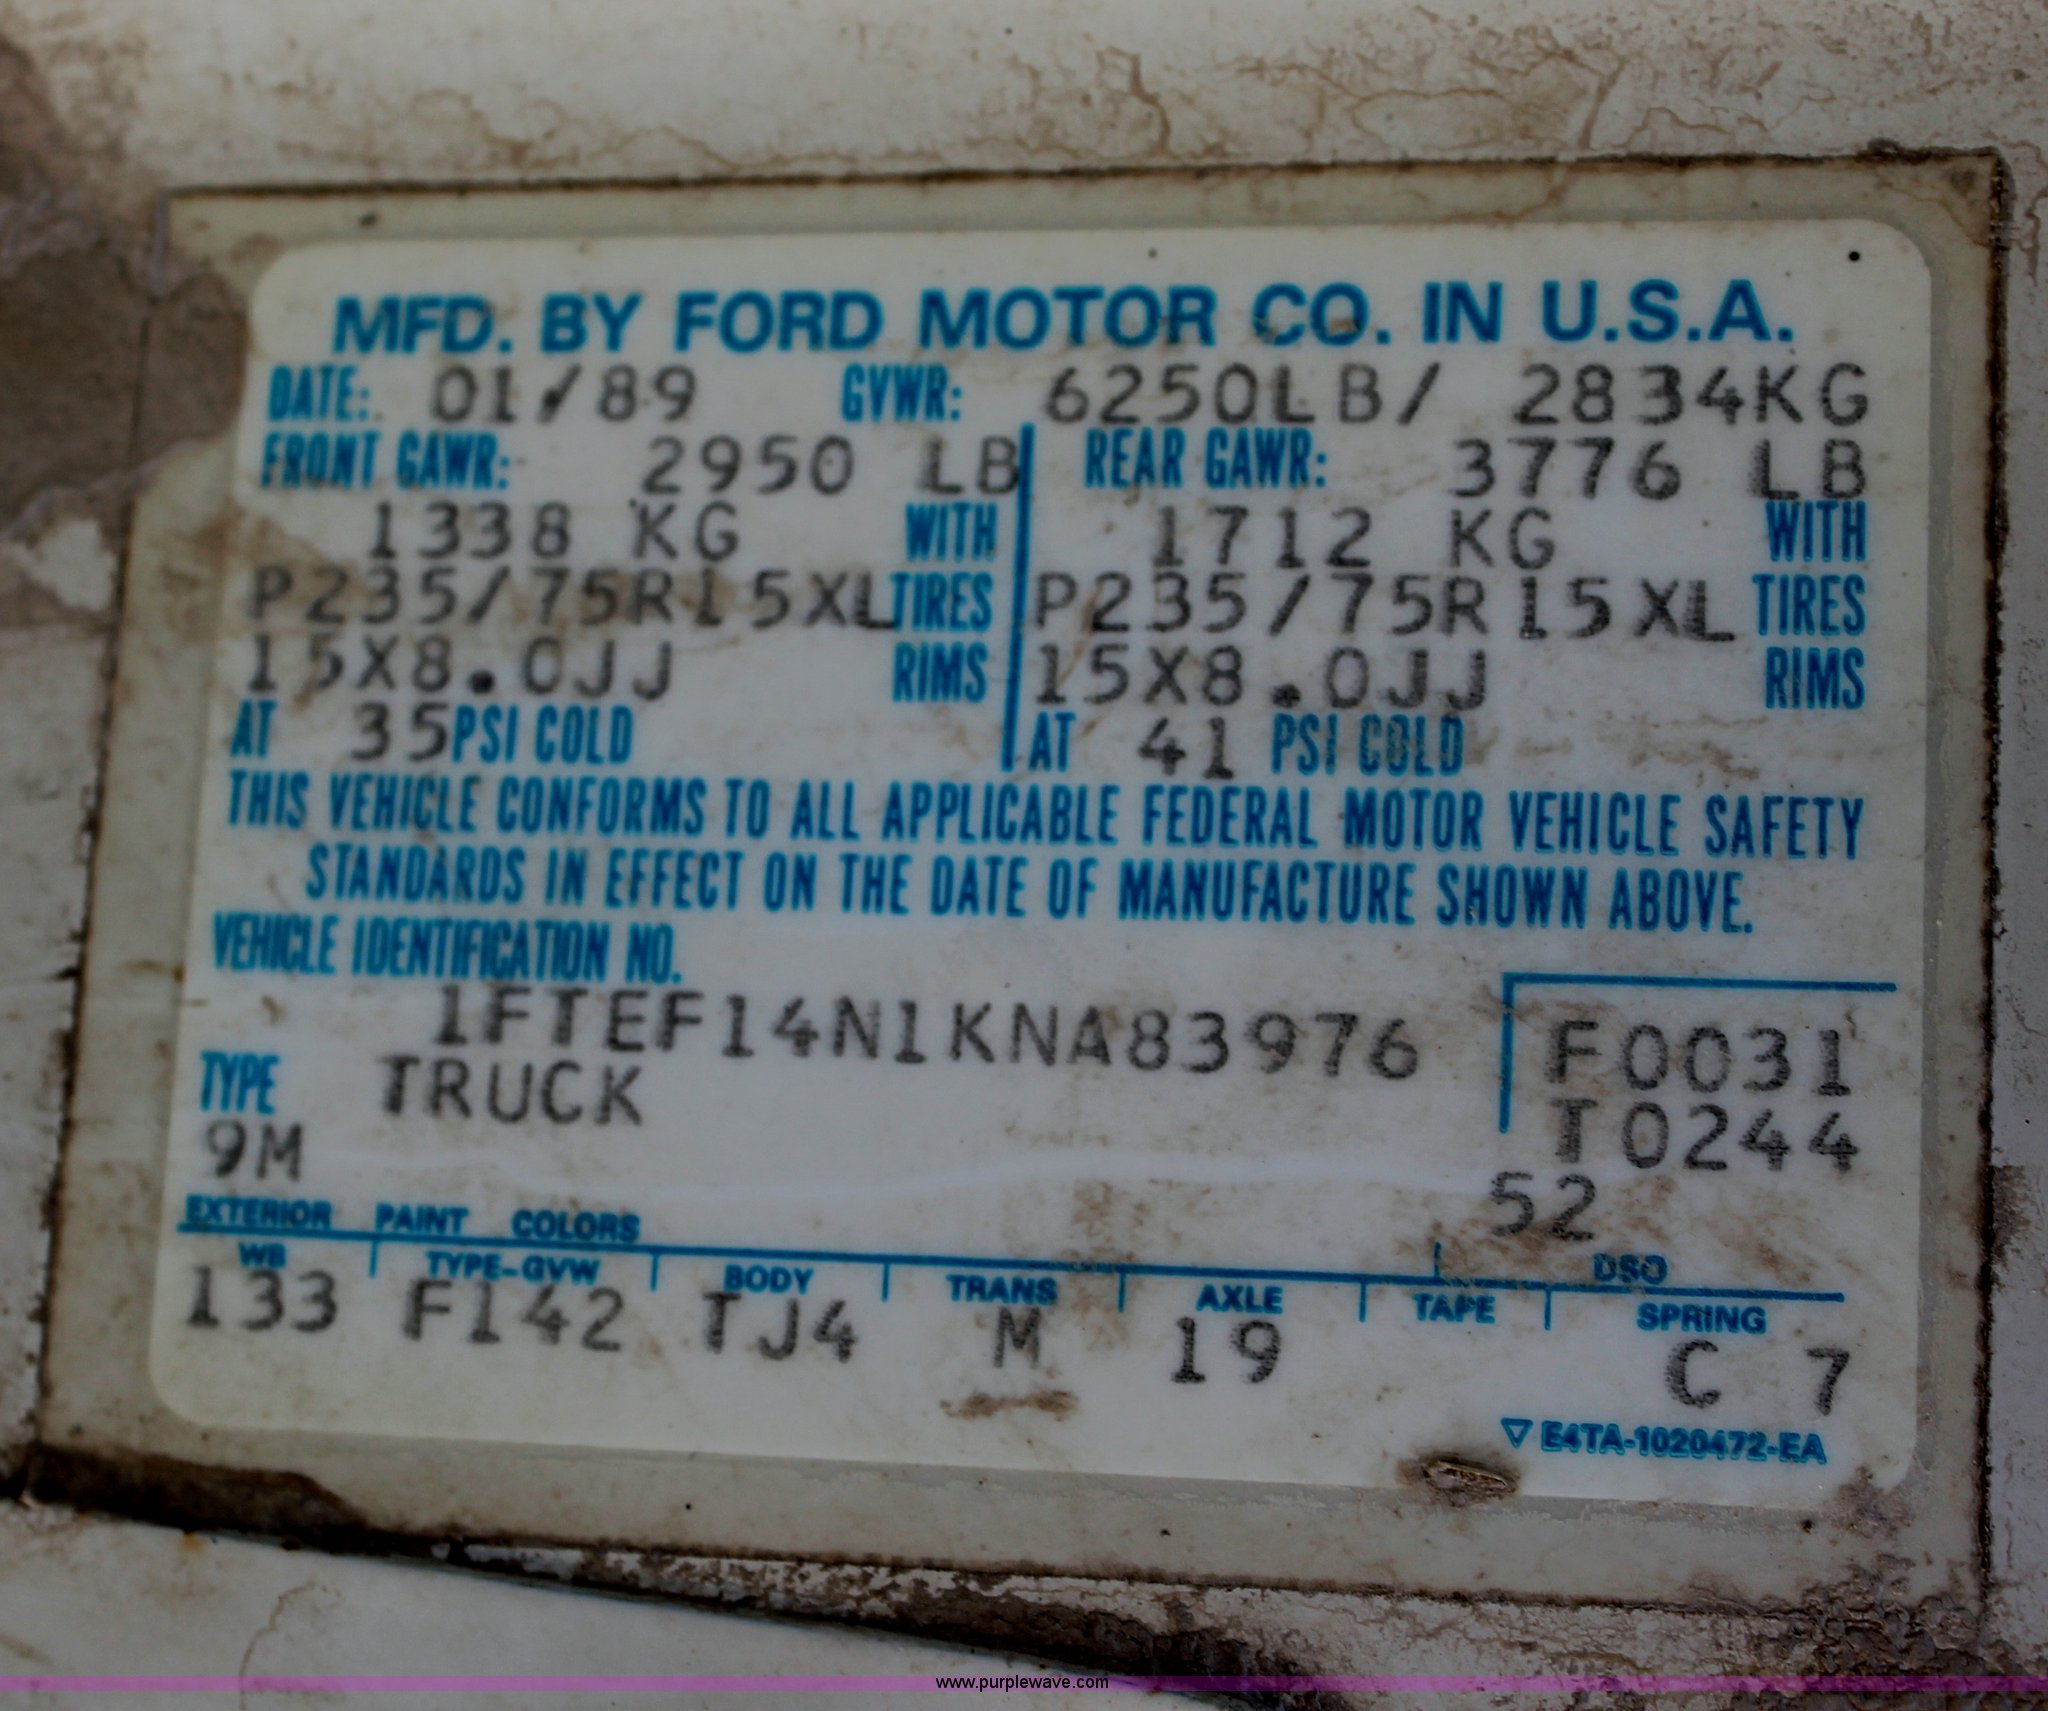 MFD. BY FORD MOTOR CO. IN U.S.A.
DATE: 01/89 GVWR: 6250LB/ 2834KG
FRONT GAWR: 2950 LB REAR GAWR: 3776 LB
1338 KG WITH 1712 KG WITH
P235/75R15XL TIRES P235/75R15XL TIRES
15X8.0JJ RIMS 15X8.0JJ RIMS
AT 35 PSI COLD AT 41 PSI COLD
THIS VEHICLE CONFORMS TO ALL APPLICABLE FEDERAL MOTOR VEHICLE SAFETY
STANDARDS IN EFFECT ON THE DATE OF MANUFACTURE SHOWN ABOVE.
VEHICLE IDENTIFICATION NO.
1FTEF14N1KNA83976 F0031
TYPE TRUCK T0244
9M 52
EXTERIOR PAINT COLORS DSO
WB TYPE-GVW BODY TRANS AXLE TAPE SPRING
133 F142 TJ4 M 19 C 7
▽ E4TA-1020472-EA
www.purplewave.com